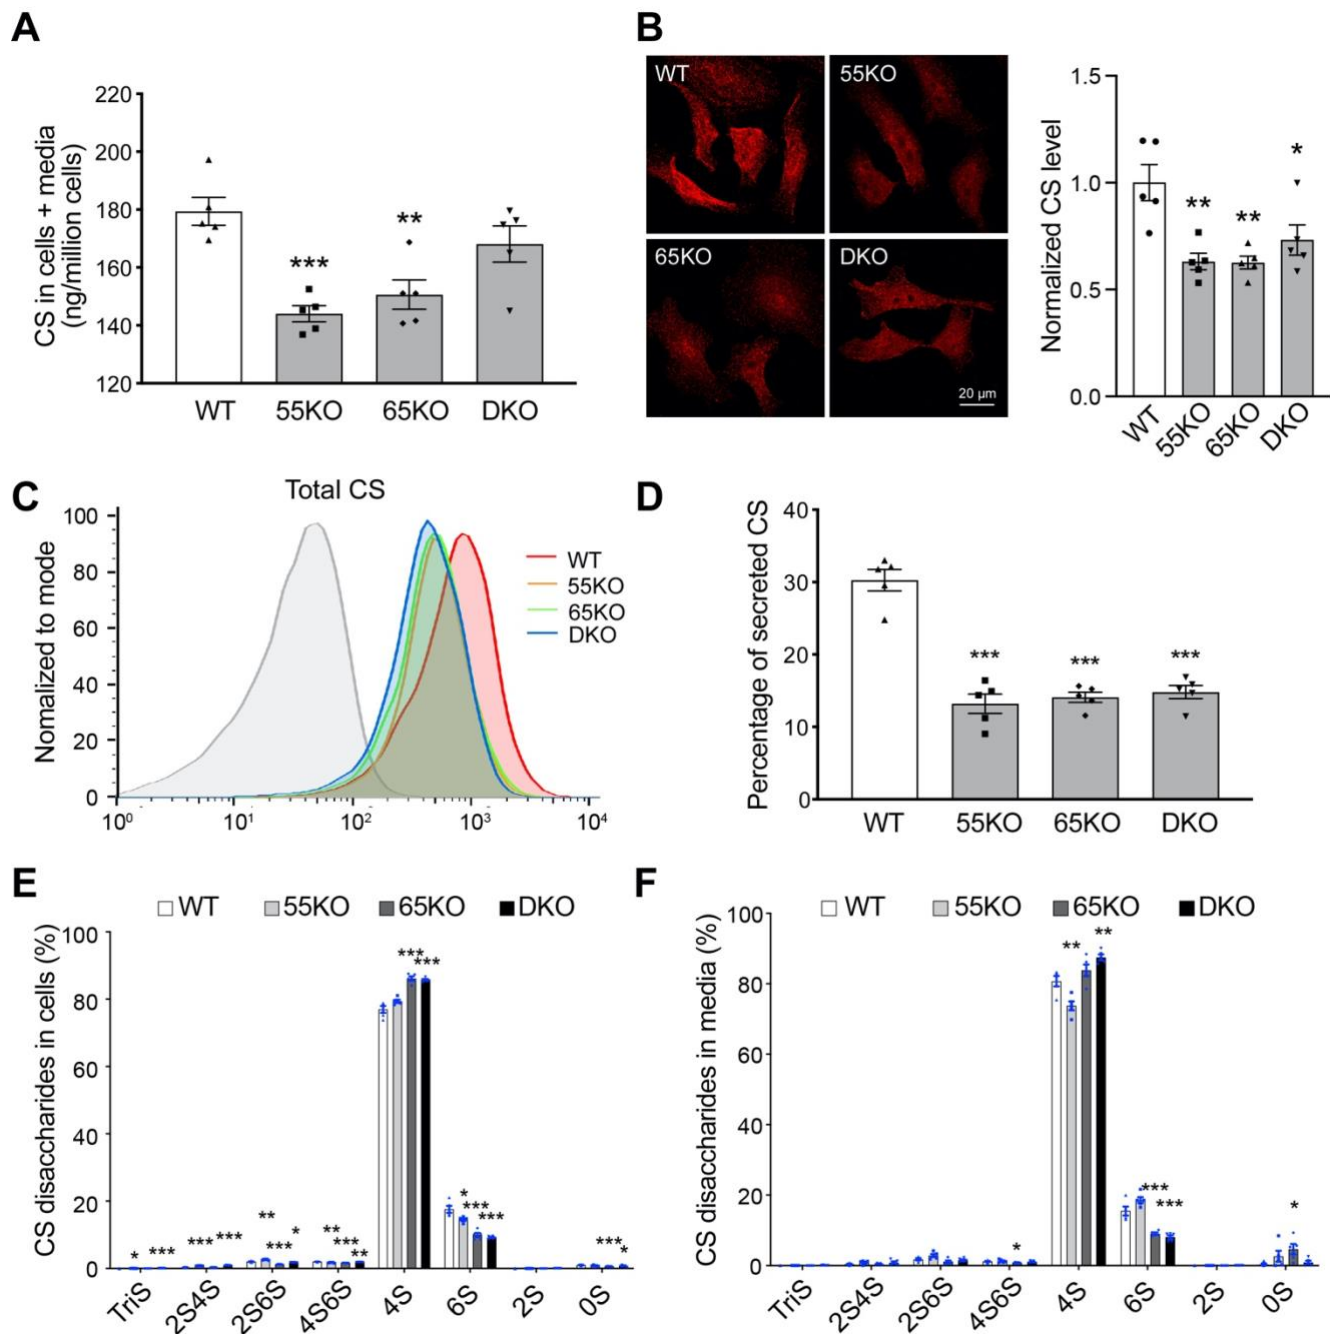 A
CS in cells + media
(ng/million cells)
220
200
180
160
140
120
***
**
WT
55KO
65KO
DKO
B
WT
55KO
65KO
DKO
20 µm
Normalized CS level
1.5
1.0
0.5
0.0
**
**
*
WT
55KO
65KO
DKO
C
Total CS
Nomalized to mode
100
80
60
40
20
0
10⁰
10¹
10²
10³
10⁴
WT
55KO
65KO
DKO
D
Percentage of secreted CS
40
30
20
10
0
***
***
***
WT
55KO
65KO
DKO
E
WT
55KO
65KO
DKO
CS disaccharides in cells (%)
100
80
60
40
20
0
*
***
***
***
**
***
*
**
***
**
***
***
*
***
***
***
*
TriS
2S4S
2S6S
4S6S
4S
6S
2S
0S
F
WT
55KO
65KO
DKO
CS disaccharides in media (%)
100
80
60
40
20
0
*
**
**
***
***
*
TriS
2S4S
2S6S
4S6S
4S
6S
2S
0S